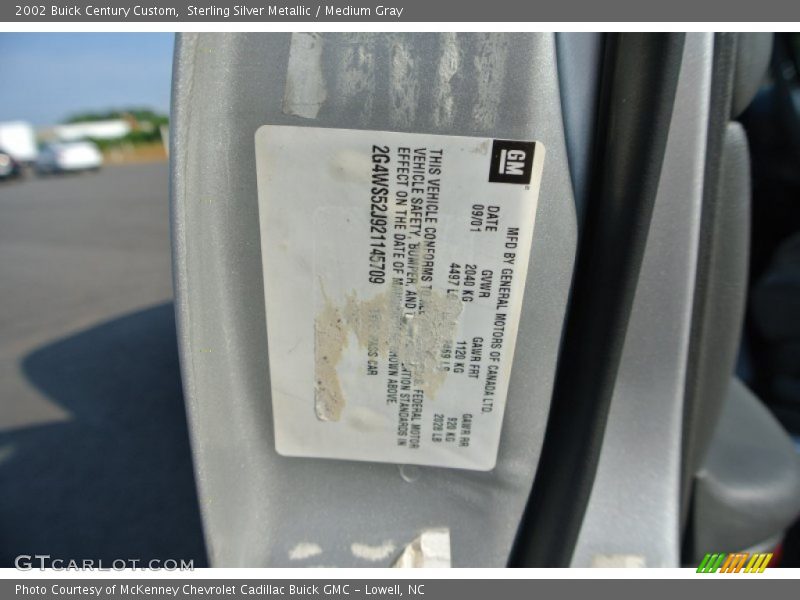 2002 Buick Century Custom, Sterling Silver Metallic / Medium Gray
GM
MFD BY GENERAL MOTORS OF CANADA LTD.
DATE GVWR GAWR FRT GAWR RR
09/01 2040 KG 1120 KG 920 KG
4497 LB 2028 LB
THIS VEHICLE CONFORMS FEDERAL MOTOR
VEHICLE SAFETY, BUMPER, AND STANDARDS IN
EFFECT ON THE DATE OF SHOWN ABOVE.
2G4WS52J921145709 PASS CAR
GTCarLot.com
Photo Courtesy of McKenney Chevrolet Cadillac Buick GMC - Lowell, NC